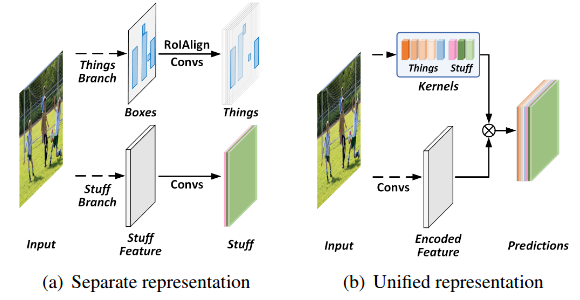 Things
Branch
Boxes
RoIAlign
Convs
Things
Stuff
Branch
Convs
Input
Stuff
Feature
Stuff
(a) Separate representation
Things Stuff
Kernels
Convs
Input
Encoded
Feature
Predictions
(b) Unified representation